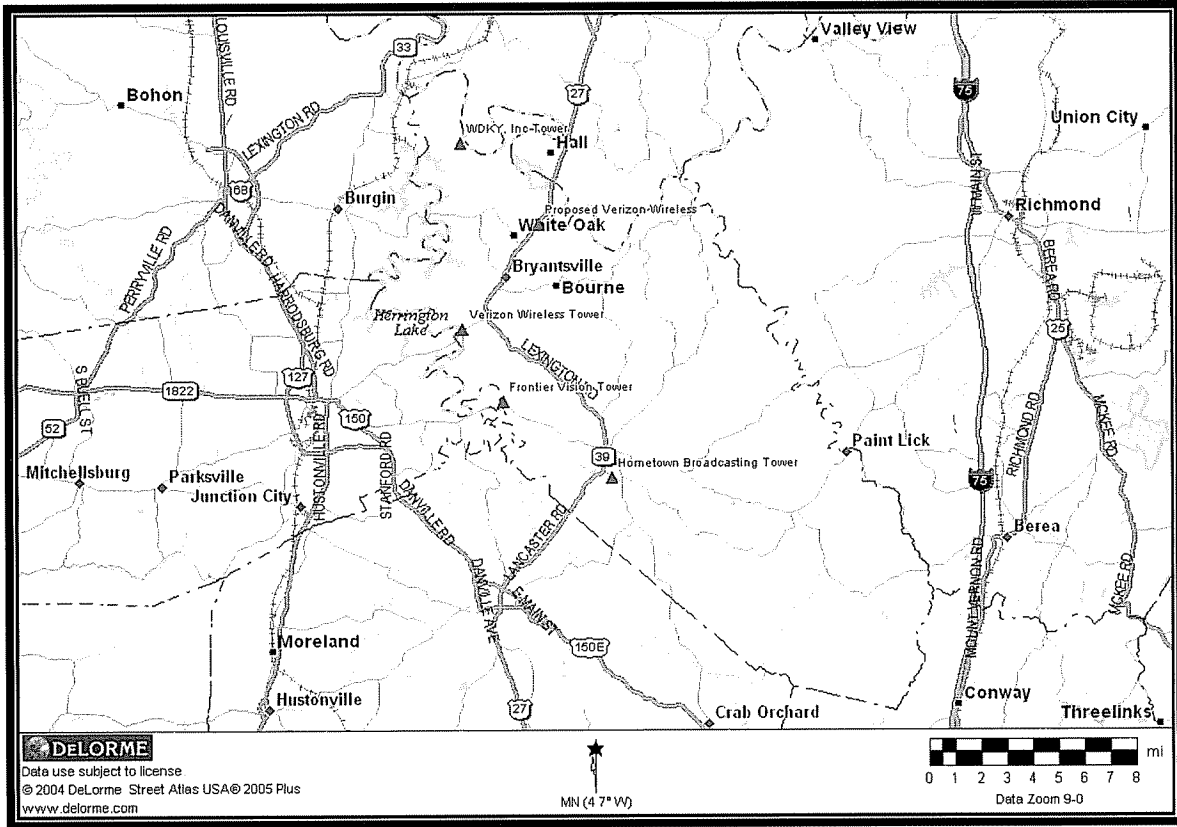 Valley View
LOUISVILLE RD
33
27
75
Bohon
LEXINGTON RD
Union City
WDKY, Inc-Tower
Hall
68
Burgin
N MAIN ST
Richmond
Proposed Verizon-Wireless
White Oak
DANVILLE RD
PERRYVILLE RD
HARRODSBURG RD
BEREA RD
Bryantsville
Bourne
Herrington
Lake
Verizon Wireless Tower
25
LEXINGTON RD
S BUELL ST
1822
127
Frontier Vision Tower
150
RICHMOND RD
MCKEE RD
52
HUSTONVILLE RD
STANFORD RD
Paint Lick
39
Hometown Broadcasting Tower
Mitchellsburg
Parksville
Junction City
75
DANVILLE RD
LANCASTER RD
Berea
DANVILLE AVE
E MAIN ST
MOUNT VERNON RD
MCKEE RD
Moreland
150E
Hustonville
27
Crab Orchard
Conway
Threelinks
DELORME
Data use subject to license.
© 2004 DeLorme. Street Atlas USA® 2005 Plus
www.delorme.com
MN (4.7° W)
mi
0 1 2 3 4 5 6 7 8
Data Zoom 9-0